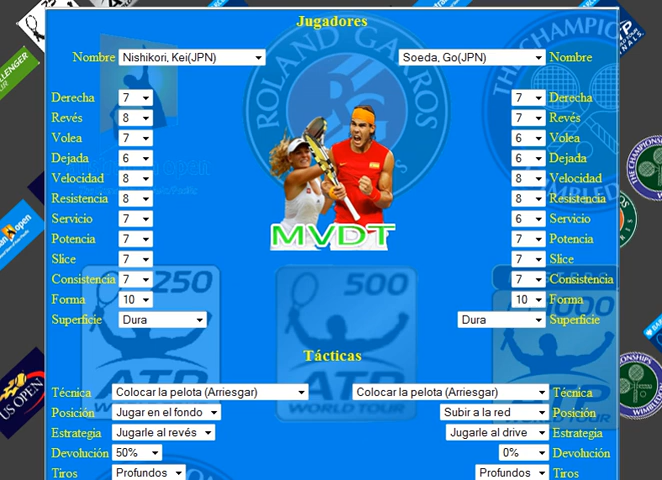 Jugadores
Nombre Nishikori, Kei(JPN) Soeda, Go(JPN) Nombre
Derecha 7 7 Derecha
Revés 8 7 Revés
Volea 7 6 Volea
Dejada 6 6 Dejada
Velocidad 8 8 Velocidad
Resistencia 8 8 Resistencia
Servicio 7 6 Servicio
Potencia 7 7 Potencia
Slice 7 7 Slice
Consistencia 7 7 Consistencia
Forma 10 10 Forma
Superficie Dura Dura Superficie
MVDT
ROLAND GARROS
THE CHAMPIONSHIPS
WIMBLEDON
250
500
ATP
WORLD TOUR
US OPEN
Tácticas
Técnica Colocar la pelota (Arriesgar) Colocar la pelota (Arriesgar) Técnica
Posición Jugar en el fondo Subir a la red Posición
Estrategia Jugarle al revés Jugarle al drive Estrategia
Devolución 50% 0% Devolución
Tiros Profundos Profundos Tiros